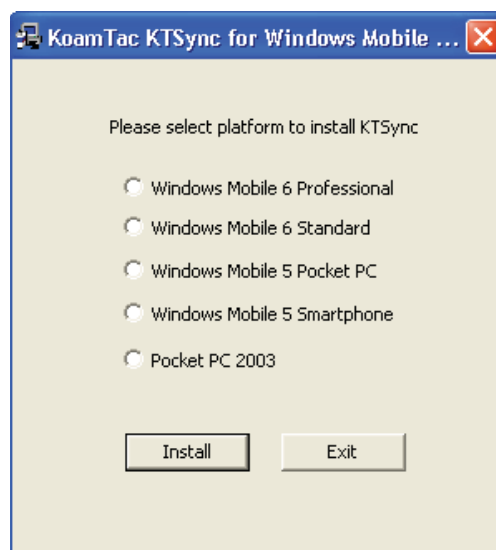 KoamTac KTSync for Windows Mobile ...
Please select platform to install KTSync
Windows Mobile 6 Professional
Windows Mobile 6 Standard
Windows Mobile 5 Pocket PC
Windows Mobile 5 Smartphone
Pocket PC 2003
Install Exit